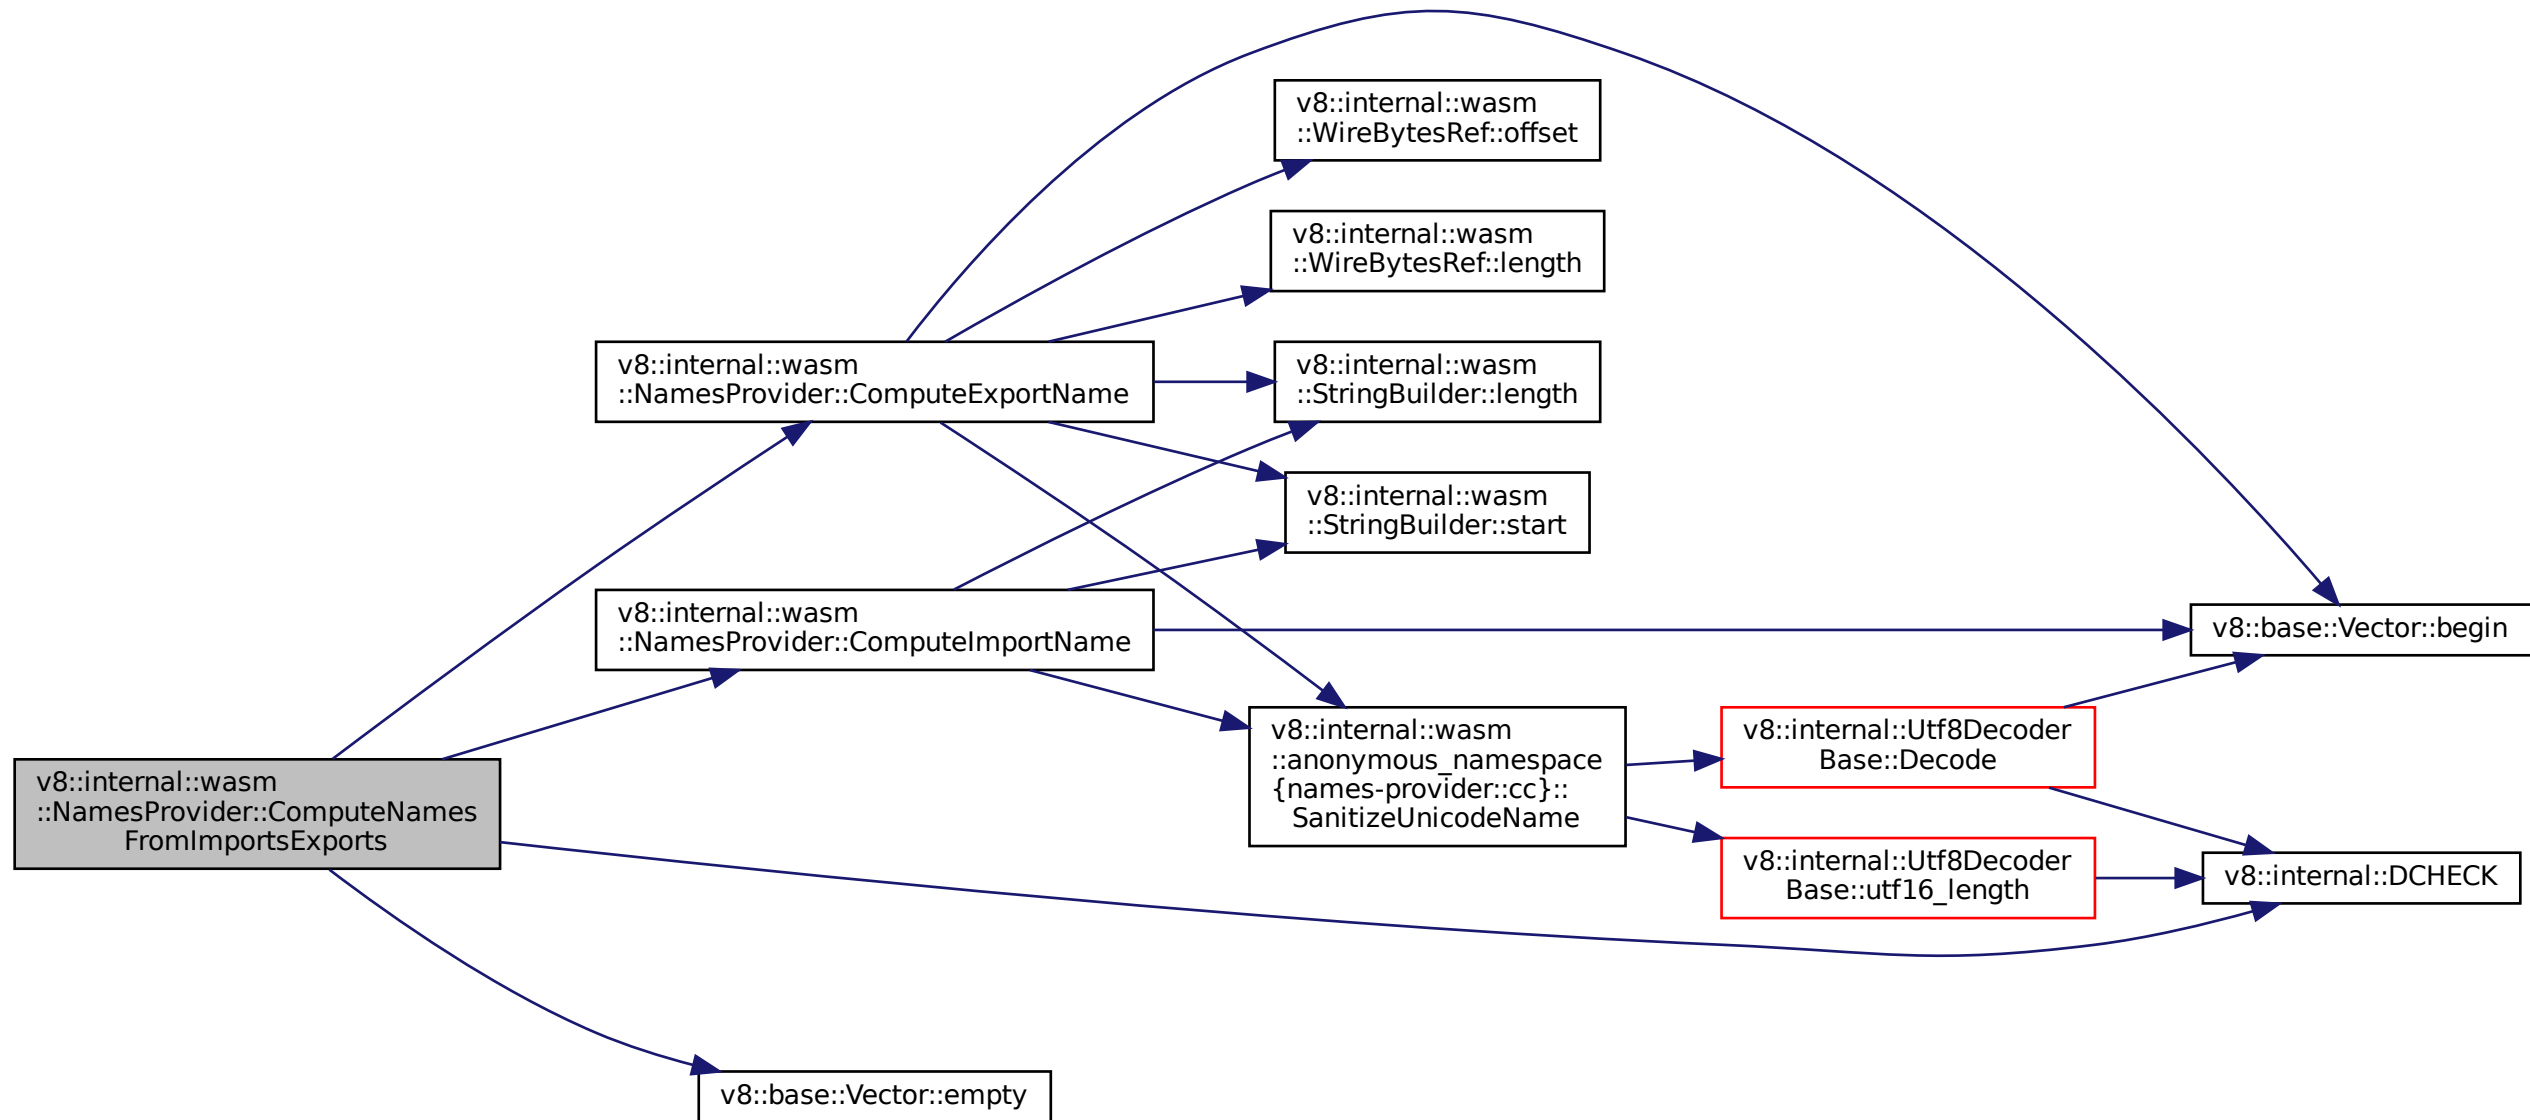 v8::internal::wasm
::WireBytesRef::offset
v8::internal::wasm
::WireBytesRef::length
v8::internal::wasm
::NamesProvider::ComputeExportName
v8::internal::wasm
::StringBuilder::length
v8::internal::wasm
::StringBuilder::start
v8::internal::wasm
::NamesProvider::ComputeImportName
v8::base::Vector::begin
v8::internal::wasm
::anonymous_namespace
{names-provider::cc}::
SanitizeUnicodeName
v8::internal::Utf8Decoder
Base::Decode
v8::internal::wasm
::NamesProvider::ComputeNames
FromImportsExports
v8::internal::Utf8Decoder
Base::utf16_length
v8::internal::DCHECK
v8::base::Vector::empty